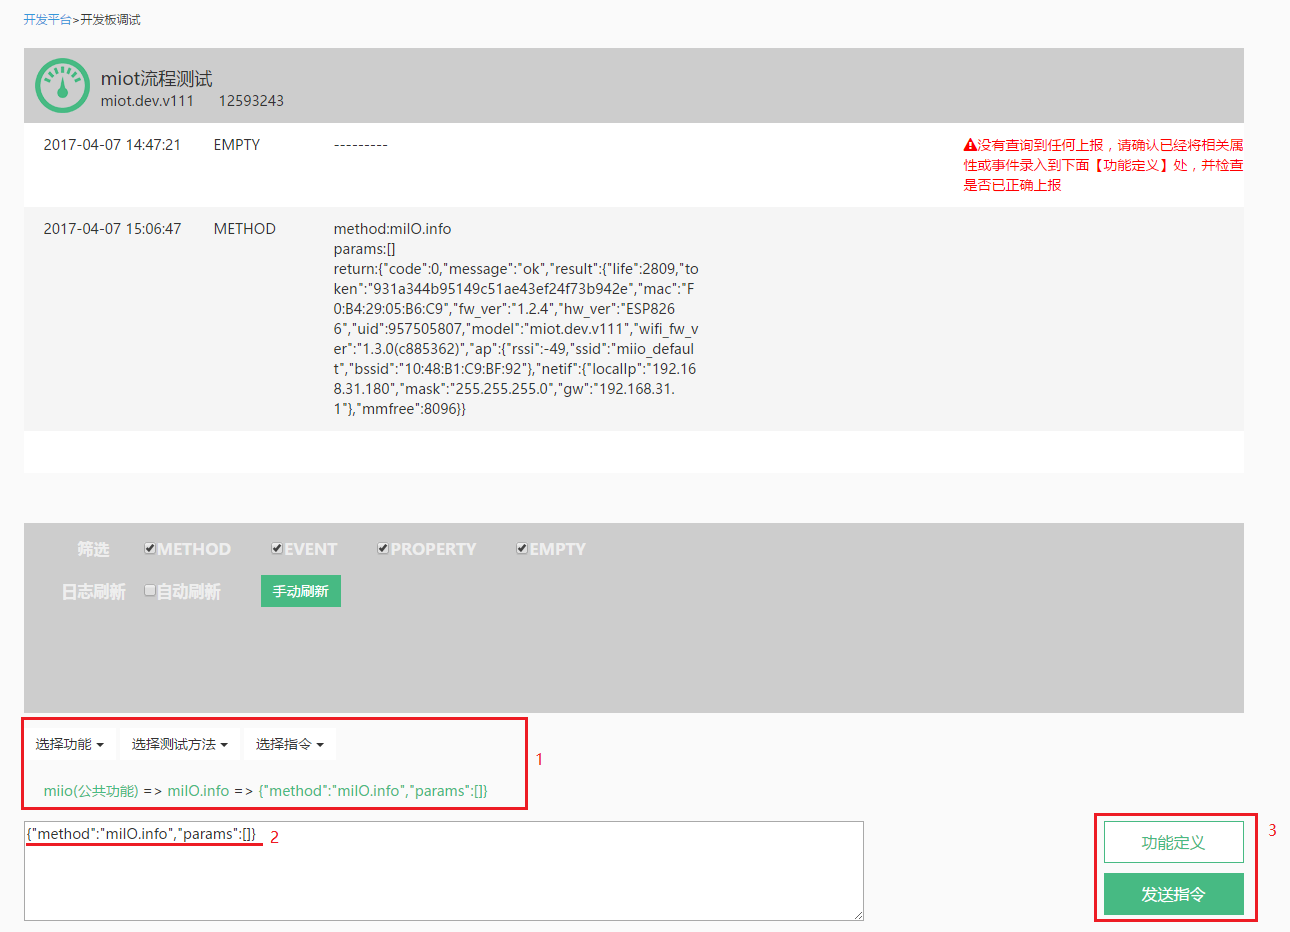 开发平台>开发板调试
miot流程测试
miot.dev.v111 12593243
2017-04-07 14:47:21 EMPTY ---------
没有查询到任何上报，请确认已经将相关属
性或事件录入到下面【功能定义】处，并检查
是否已正确上报
2017-04-07 15:06:47 METHOD method:miIO.info
params:[]
return:{"code":0,"message":"ok","result":{"life":2809,"to
ken":"931a344b95149c51ae43ef24f73b942e","mac":"F
0:B4:29:05:B6:C9","fw_ver":"1.2.4","hw_ver":"ESP826
6","uid":957505807,"model":"miot.dev.v111","wifi_fw_v
er":"1.3.0(c885362)","ap":{"rssi":-49,"ssid":"miio_defaul
t","bssid":"10:48:B1:C9:BF:92"},"netif":{"localIp":"192.16
8.31.180","mask":"255.255.255.0","gw":"192.168.31.
1"},"mmfree":8096}}
筛选 METHOD EVENT PROPERTY EMPTY
日志刷新 自动刷新 手动刷新
选择功能 选择测试方法 选择指令
1
miio(公共功能) => miIO.info => {"method":"miIO.info","params":[]}
{"method":"miIO.info","params":[]}
2
3
功能定义
发送指令